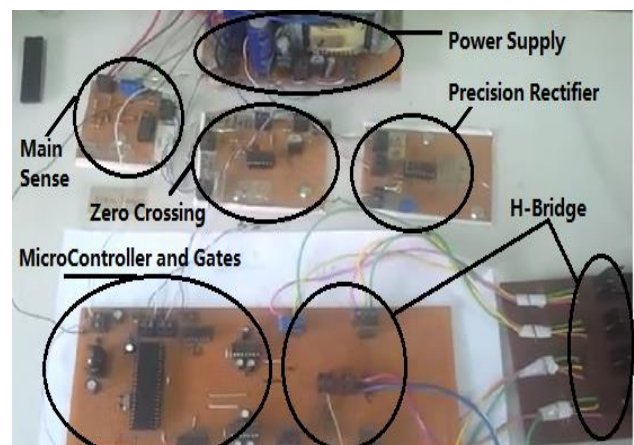 Power Supply
Precision Rectifier
Main
Sense
Zero Crossing
H-Bridge
MicroController and Gates